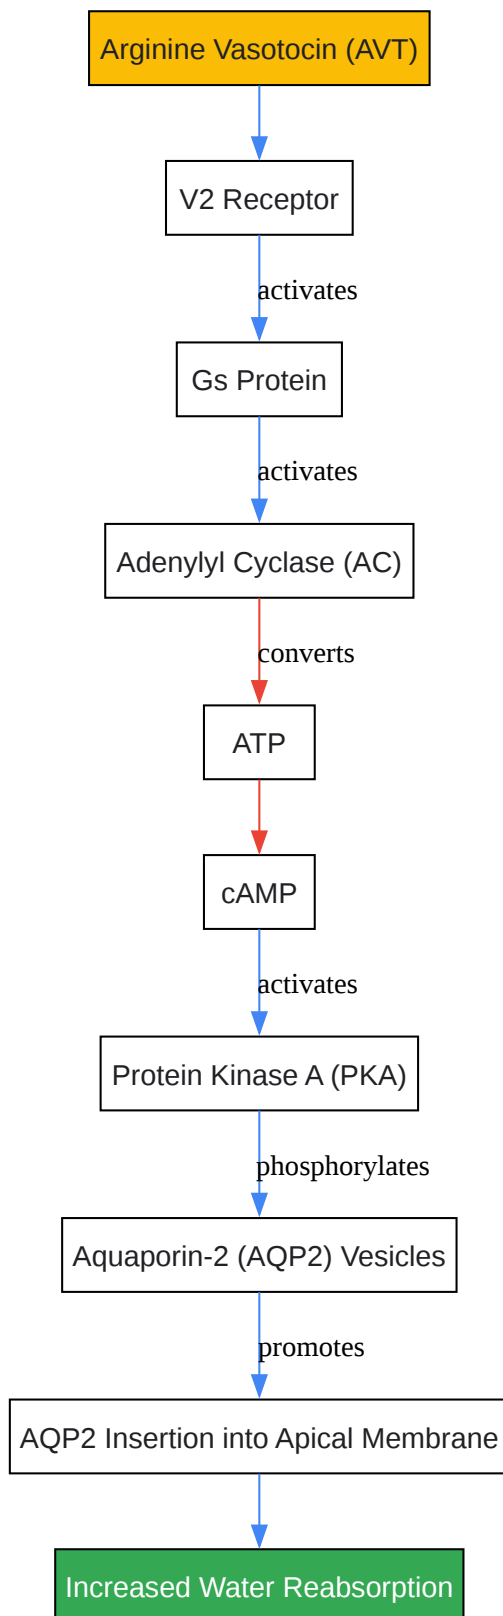 Arginine Vasotocin (AVT)
V2 Receptor
activates
Gs Protein
activates
Adenylyl Cyclase (AC)
converts
ATP
cAMP
activates
Protein Kinase A (PKA)
phosphorylates
Aquaporin-2 (AQP2) Vesicles
promotes
AQP2 Insertion into Apical Membrane
Increased Water Reabsorption